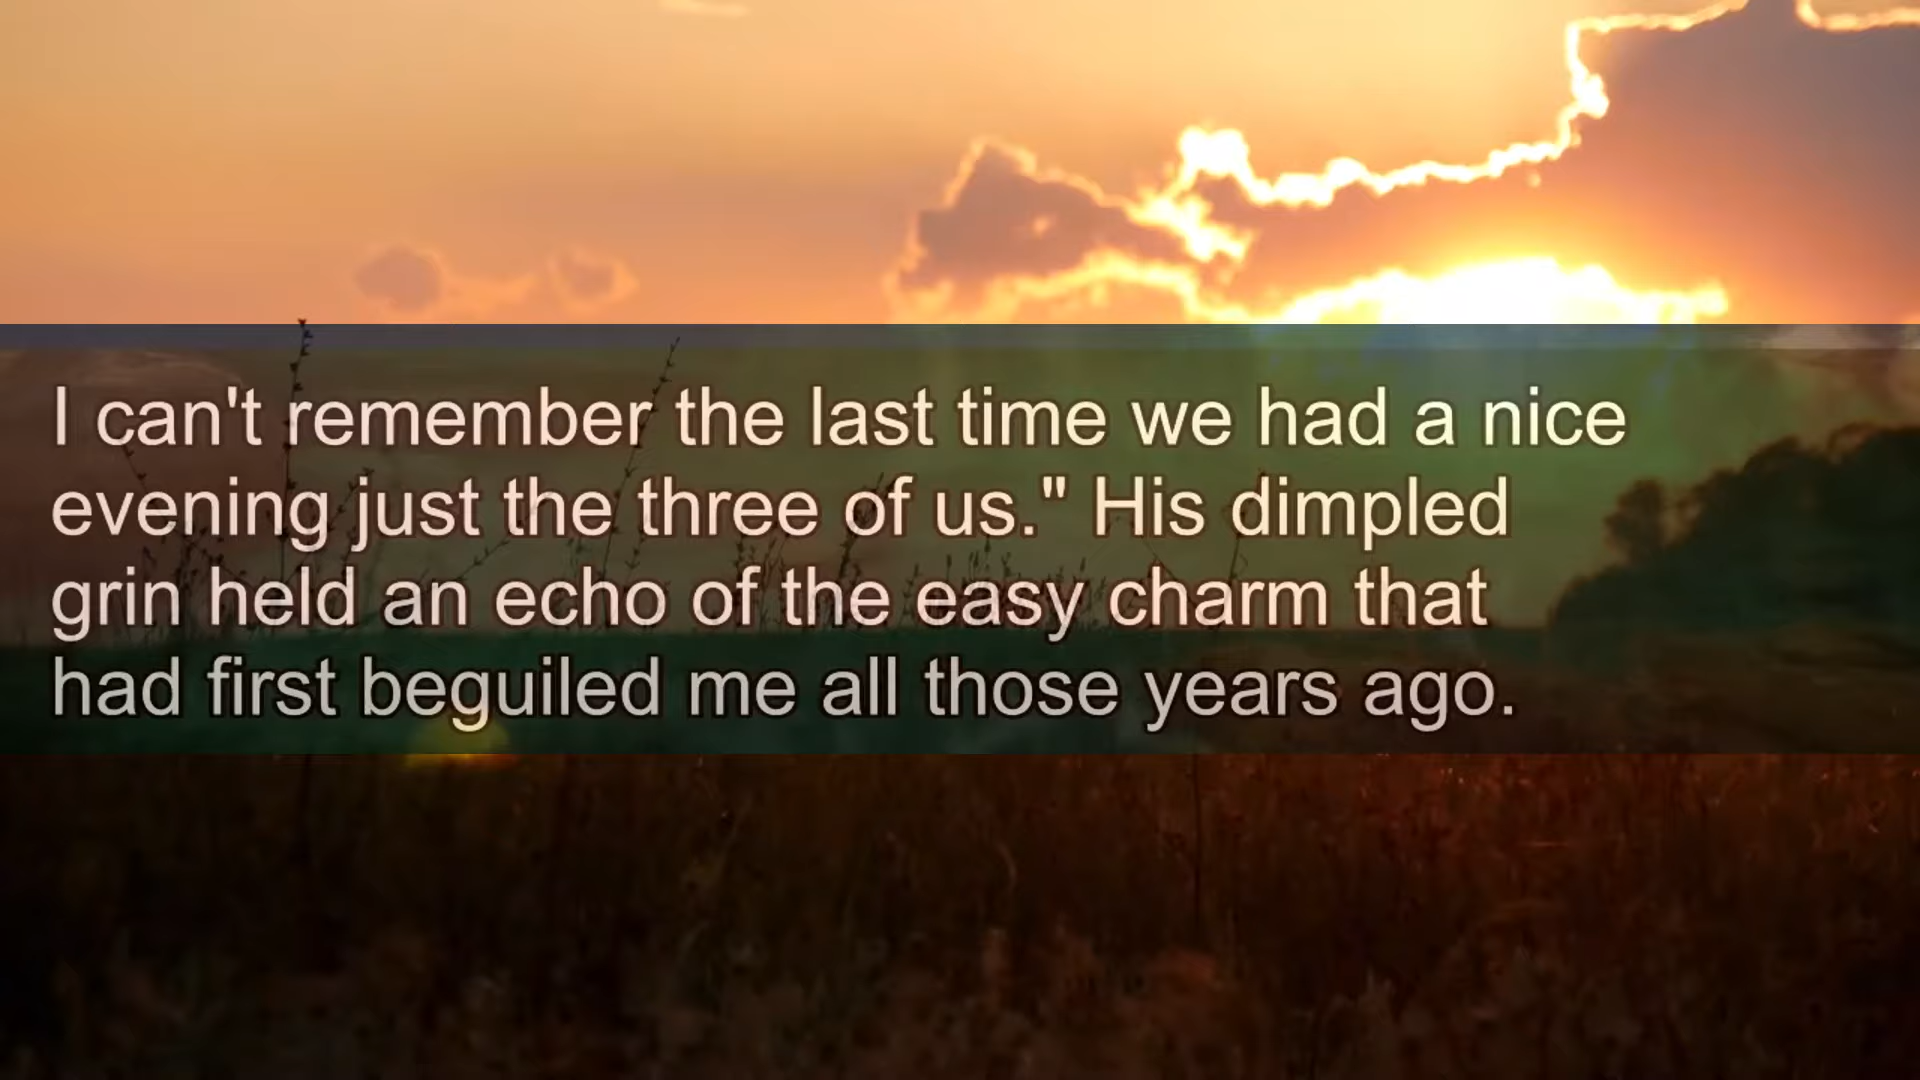 I can't remember the last time we had a nice
evening just the three of us." His dimpled
grin held an echo of the easy charm that
had first beguiled me all those years ago.